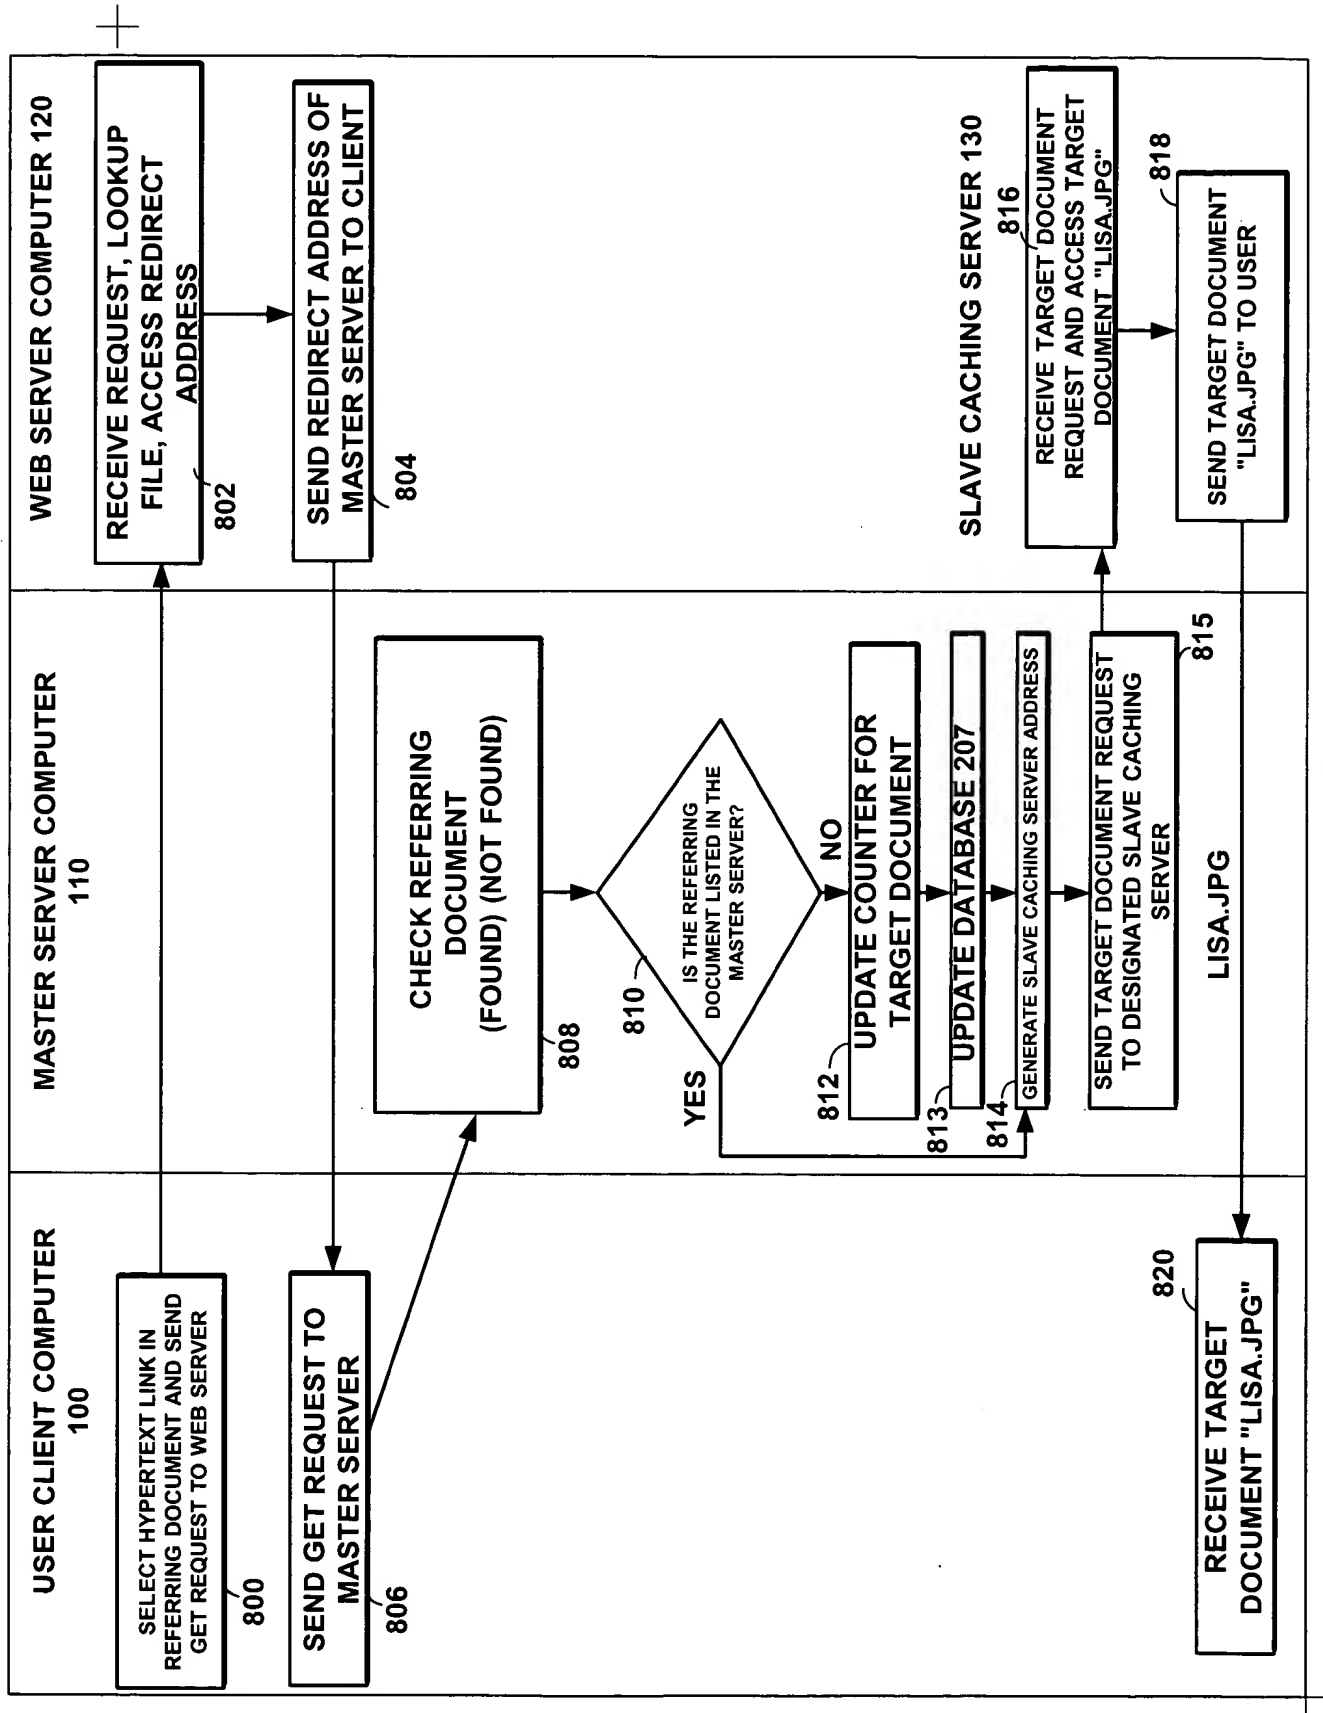 USER CLIENT COMPUTER
100
MASTER SERVER COMPUTER
110
WEB SERVER COMPUTER 120
SELECT HYPERTEXT LINK IN
REFERRING DOCUMENT AND SEND
GET REQUEST TO WEB SERVER
800
RECEIVE REQUEST, LOOKUP
FILE, ACCESS REDIRECT
ADDRESS
802
SEND REDIRECT ADDRESS OF
MASTER SERVER TO CLIENT
804
SEND GET REQUEST TO
MASTER SERVER
806
CHECK REFERRING
DOCUMENT
(FOUND) (NOT FOUND)
808
IS THE REFERRING
DOCUMENT LISTED IN THE
MASTER SERVER?
810
YES
NO
UPDATE COUNTER FOR
TARGET DOCUMENT
812
UPDATE DATABASE 207
813
GENERATE SLAVE CACHING SERVER ADDRESS
814
SEND TARGET DOCUMENT REQUEST
TO DESIGNATED SLAVE CACHING
SERVER
815
SLAVE CACHING SERVER 130
816
RECEIVE TARGET DOCUMENT
REQUEST AND ACCESS TARGET
DOCUMENT "LISA.JPG"
818
SEND TARGET DOCUMENT
"LISA.JPG" TO USER
LISA.JPG
820
RECEIVE TARGET
DOCUMENT "LISA.JPG"